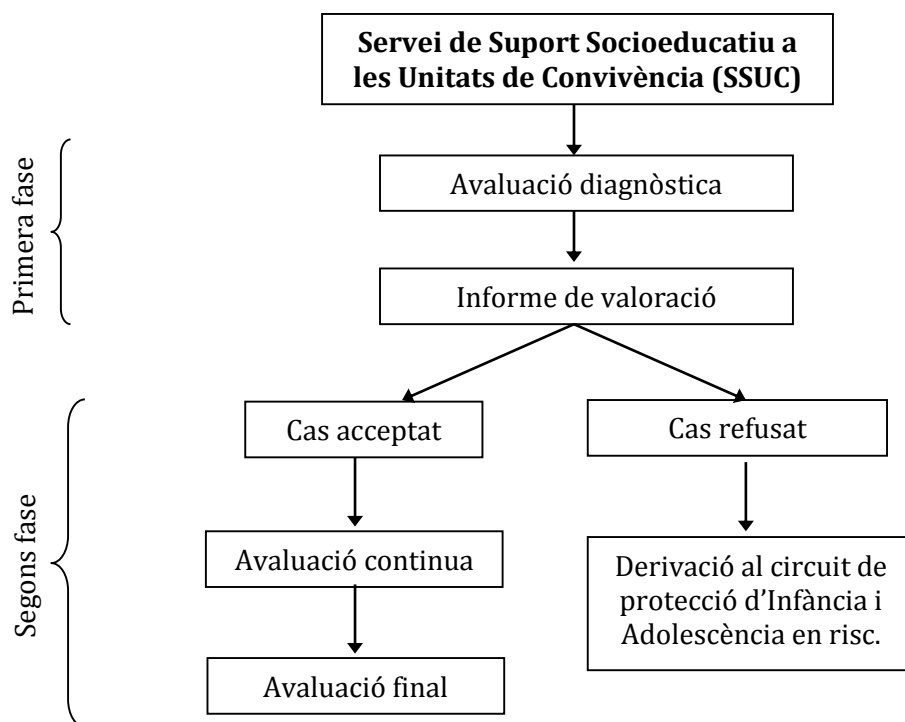 Servei de Suport Socioeducatiu a
les Unitats de Convivència (SSUC)
Primera fase
Avaluació diagnòstica
Informe de valoració
Segons fase
Cas acceptat
Cas refusat
Avaluació continua
Derivació al circuit de
protecció d’Infància i
Adolescència en risc.
Avaluació final